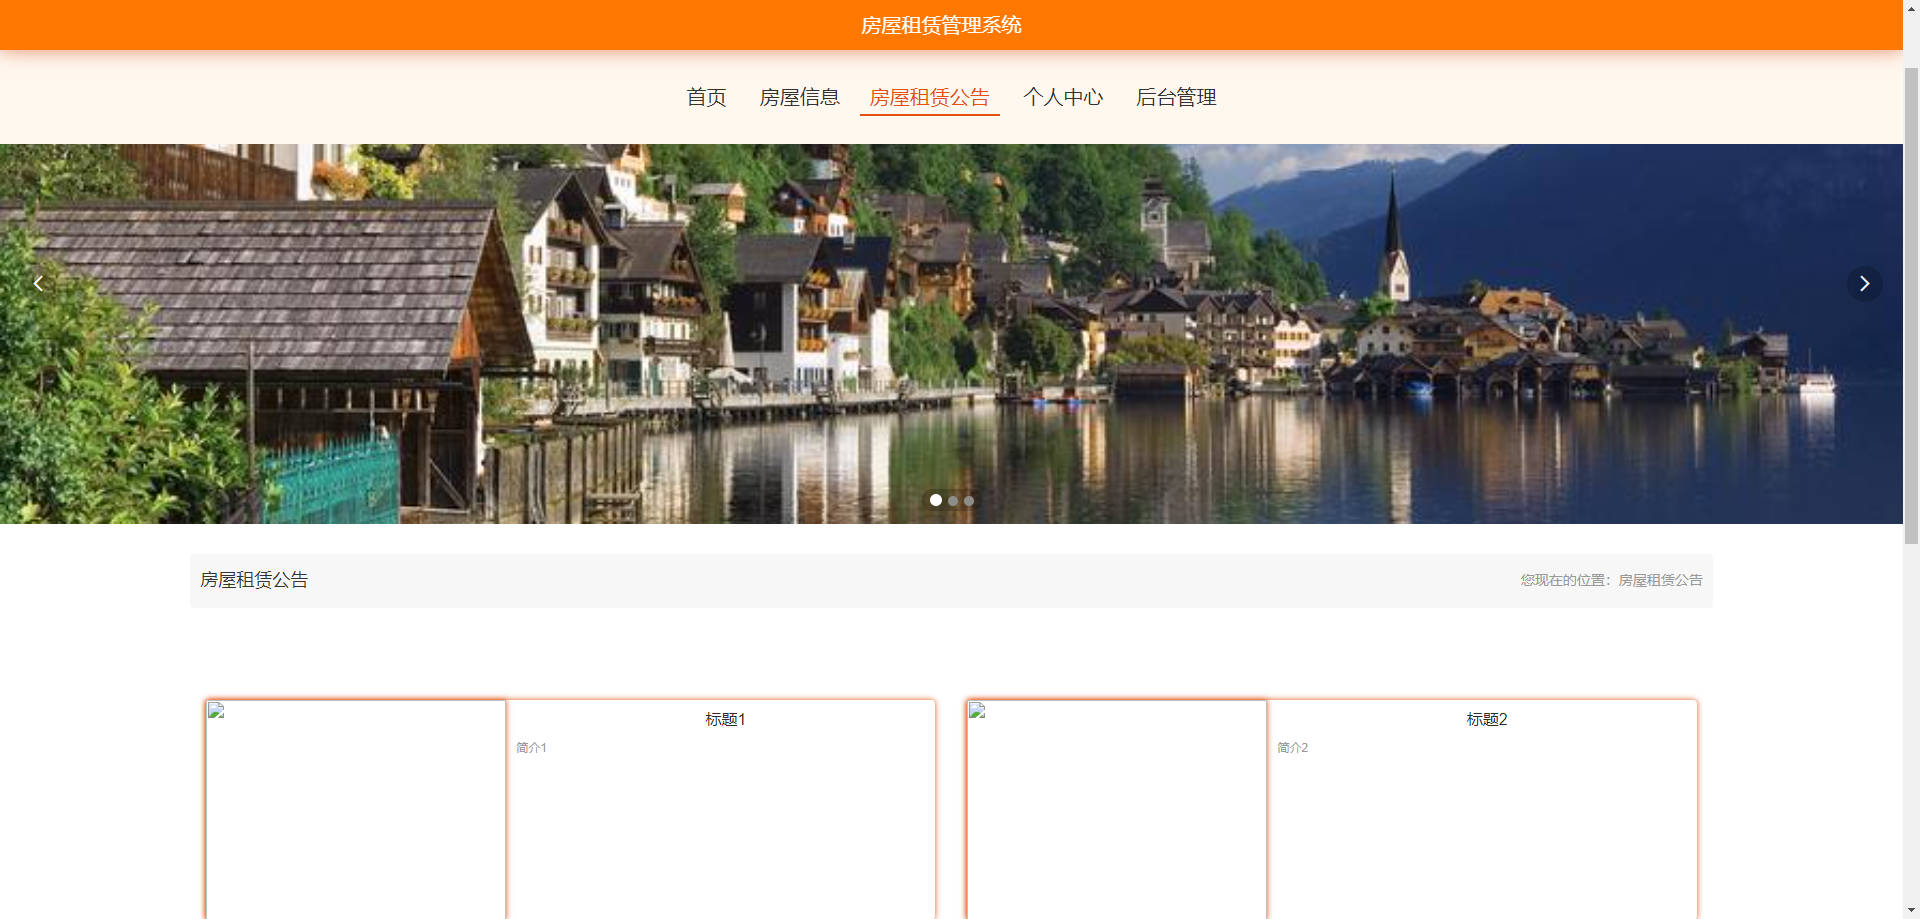 房屋租赁管理系统
首页 房屋信息 房屋租赁公告 个人中心 后台管理
房屋租赁公告
您现在的位置：房屋租赁公告
标题1
简介1
标题2
简介2